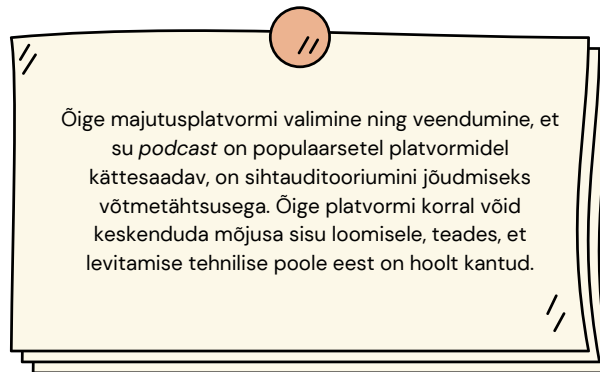 Õige majutusplatvormi valimine ning veendumine, et
su podcast on populaarsetel platvormidel
kättesaadav, on sihtauditooriumini jõudmiseks
võtmetähtsusega. Õige platvormi korral võid
keskenduda mõjusa sisu loomisele, teades, et
levitamise tehnilise poole eest on hoolt kantud.